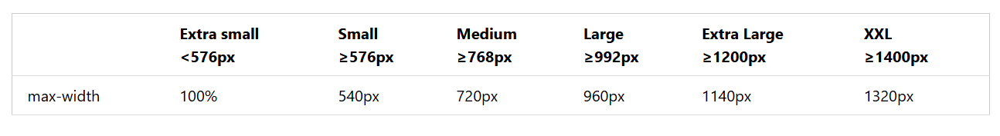 Extra small Small Medium Large Extra Large XXL
<576px ≥576px ≥768px ≥992px ≥1200px ≥1400px
max-width 100% 540px 720px 960px 1140px 1320px